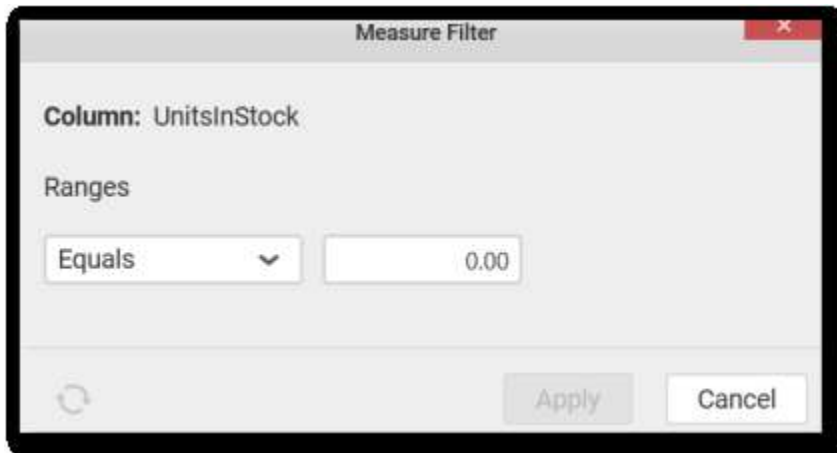 Measure Filter
Column: UnitsInStock
Ranges
Equals 0.00
Apply Cancel